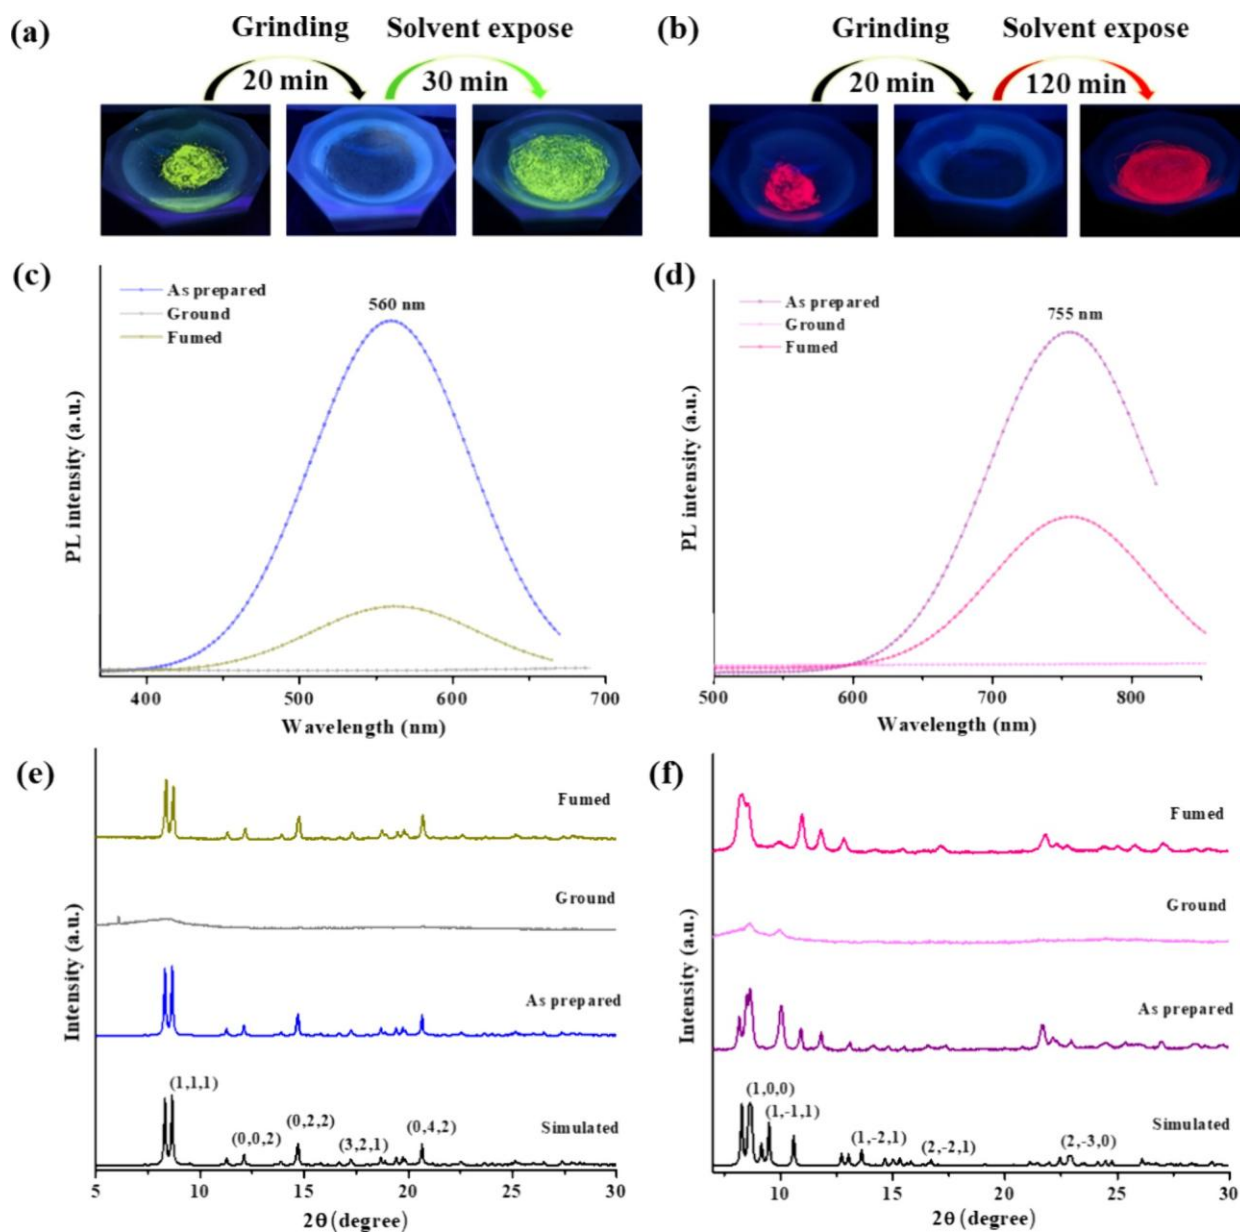 (a)
Grinding
Solvent expose
20 min
30 min
(b)
Grinding
Solvent expose
20 min
120 min
(c)
As prepared
Ground
Fumed
560 nm
PL intensity (a.u.)
400
500
600
700
Wavelength (nm)
(d)
As prepared
Ground
Fumed
755 nm
PL intensity (a.u.)
500
600
700
800
Wavelength (nm)
(e)
Fumed
Ground
As prepared
Simulated
(1,1,1)
(0,0,2)
(0,2,2)
(3,2,1)
(0,4,2)
Intensity (a.u.)
5
10
15
20
25
30
2θ (degree)
(f)
Fumed
Ground
As prepared
Simulated
(1,0,0)
(1,-1,1)
(1,-2,1)
(2,-2,1)
(2,-3,0)
Intensity (a.u.)
10
15
20
25
30
2θ (degree)